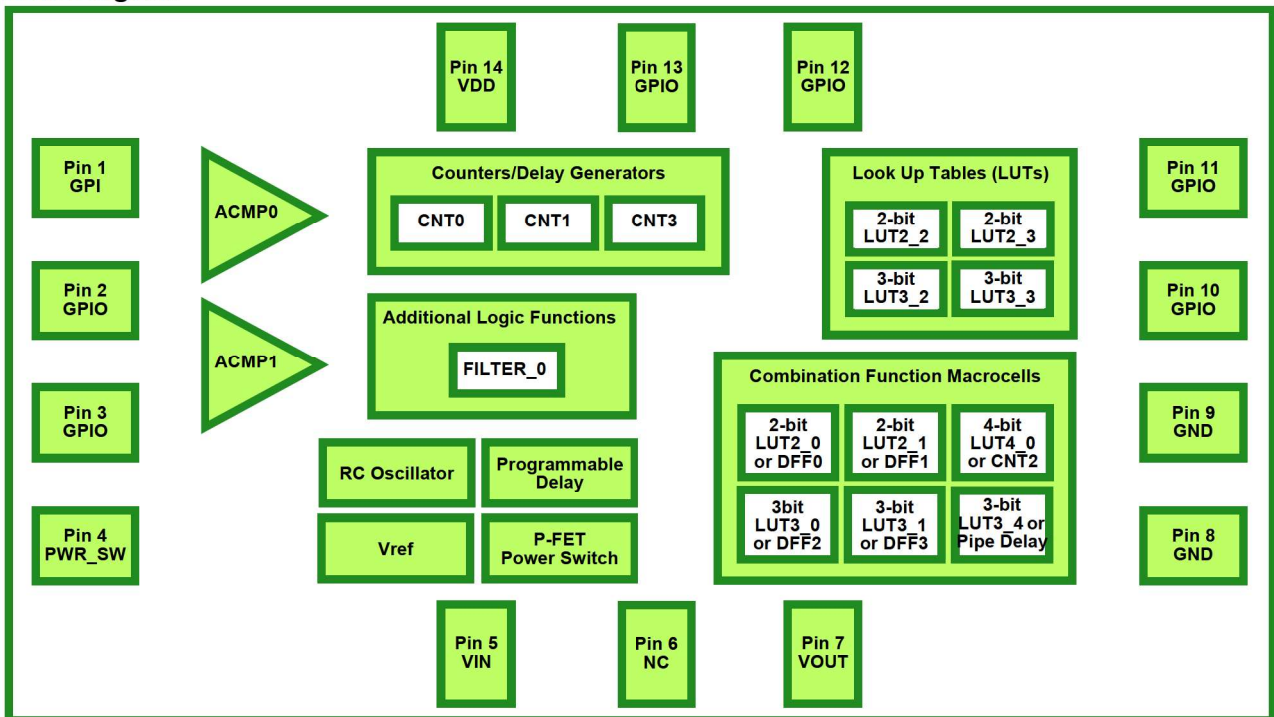 Pin 14
VDD
Pin 13
GPIO
Pin 12
GPIO
Pin 1
GPI
ACMP0
Counters/Delay Generators
CNT0
CNT1
CNT3
Look Up Tables (LUTs)
2-bit
LUT2_2
2-bit
LUT2_3
3-bit
LUT3_2
3-bit
LUT3_3
Pin 11
GPIO
Pin 2
GPIO
ACMP1
Additional Logic Functions
FILTER_0
Pin 10
GPIO
Pin 3
GPIO
Combination Function Macrocells
2-bit
LUT2_0
or DFF0
2-bit
LUT2_1
or DFF1
4-bit
LUT4_0
or CNT2
3bit
LUT3_0
or DFF2
3-bit
LUT3_1
or DFF3
3-bit
LUT3_4 or
Pipe Delay
Pin 9
GND
RC Oscillator
Programmable
Delay
Pin 4
PWR_SW
Vref
P-FET
Power Switch
Pin 8
GND
Pin 5
VIN
Pin 6
NC
Pin 7
VOUT